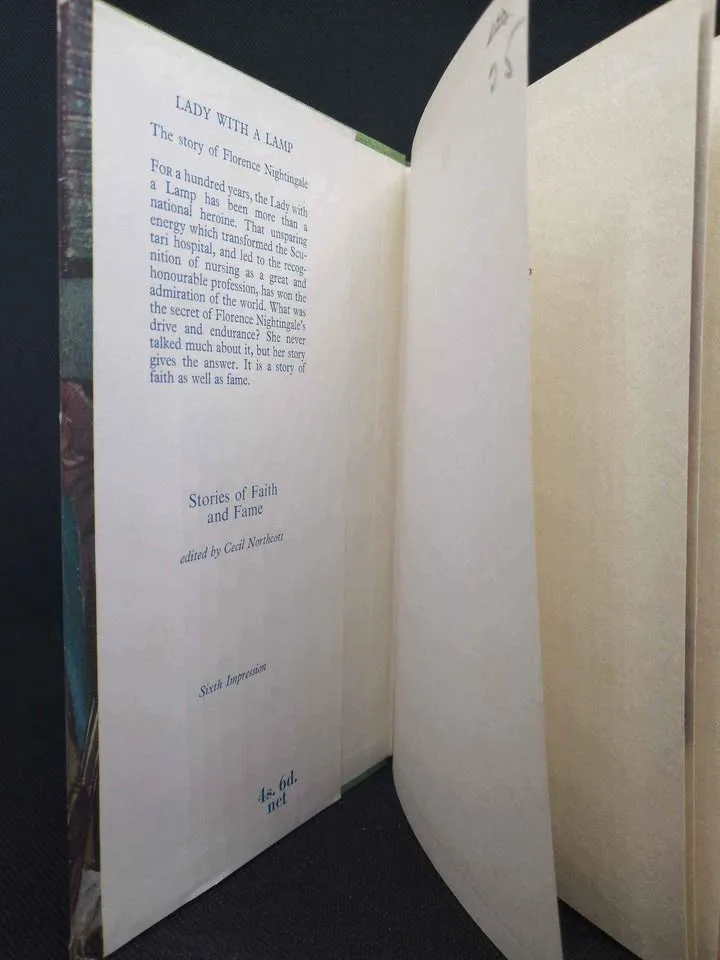 LADY WITH A LAMP
The story of Florence Nightingale
FOR a hundred years, the Lady with
a Lamp has been more than a
national heroine. That unsparing
energy which transformed the Scu-
tari hospital, and led to the recog-
nition of nursing as a great and
honourable profession, has won the
admiration of the world. What was
the secret of Florence Nightingale's
drive and endurance? She never
talked much about it, but her story
gives the answer. It is a story of
faith as well as fame.
Stories of Faith
and Fame
edited by Cecil Northcott
Sixth Impression
4s. 6d.
net